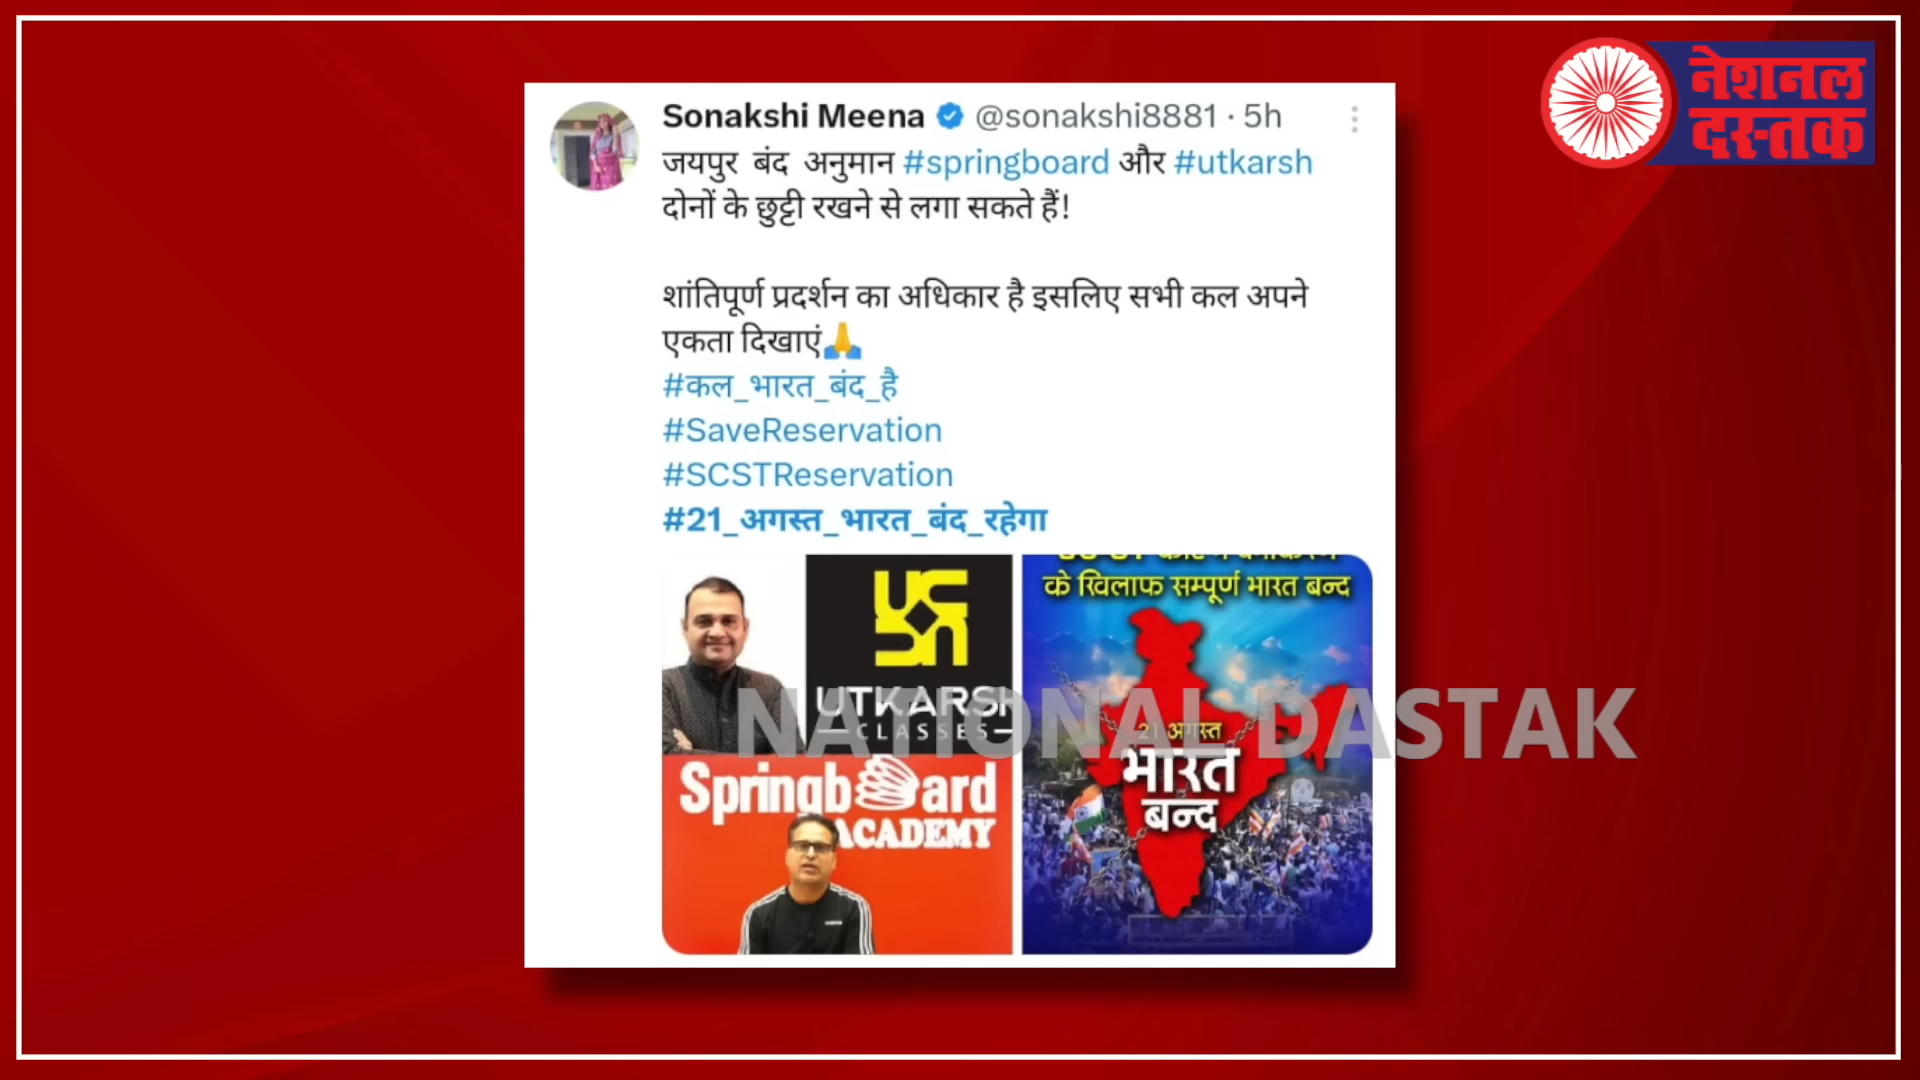 नेशनल
दस्तक
Sonakshi Meena @sonakshi8881 · 5h
जयपुर बंद अनुमान #springboard और #utkarsh
दोनों के छुट्टी रखने से लगा सकते हैं!
शांतिपूर्ण प्रदर्शन का अधिकार है इसलिए सभी कल अपने
एकता दिखाएं🙏
#कल_भारत_बंद_है
#SaveReservation
#SCSTReservation
#21_अगस्त_भारत_बंद_रहेगा
UTKARSH
CLASSES
Springboard
ACADEMY
के खिलाफ सम्पूर्ण भारत बन्द
21 अगस्त
भारत
बन्द
NATIONAL DASTAK